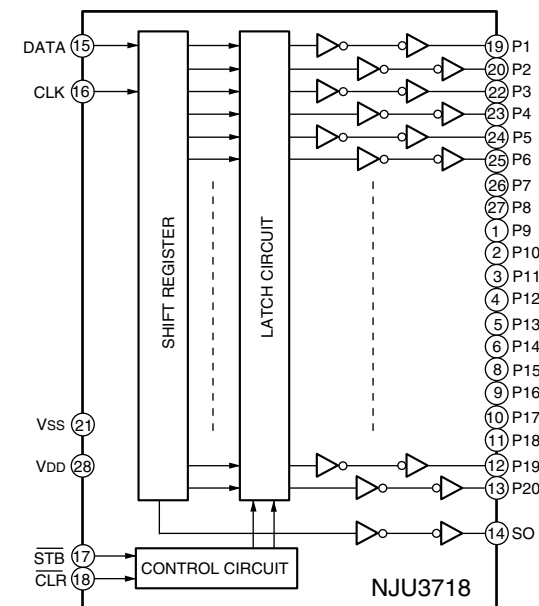 DATA 15
CLK 16
SHIFT REGISTER
LATCH CIRCUIT
19 P1
20 P2
22 P3
23 P4
24 P5
25 P6
26 P7
27 P8
1 P9
2 P10
3 P11
4 P12
5 P13
6 P14
8 P15
9 P16
10 P17
11 P18
12 P19
13 P20
14 SO
VSS 21
VDD 28
STB 17
CLR 18
CONTROL CIRCUIT
NJU3718